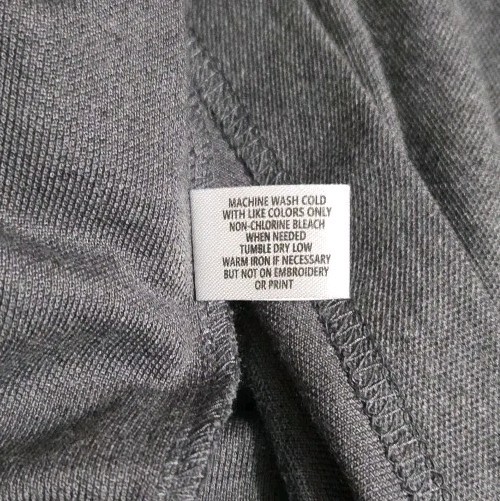 MACHINE WASH COLD
WITH LIKE COLORS ONLY
NON-CHLORINE BLEACH
WHEN NEEDED
TUMBLE DRY LOW
WARM IRON IF NECESSARY
BUT NOT ON EMBROIDERY
OR PRINT